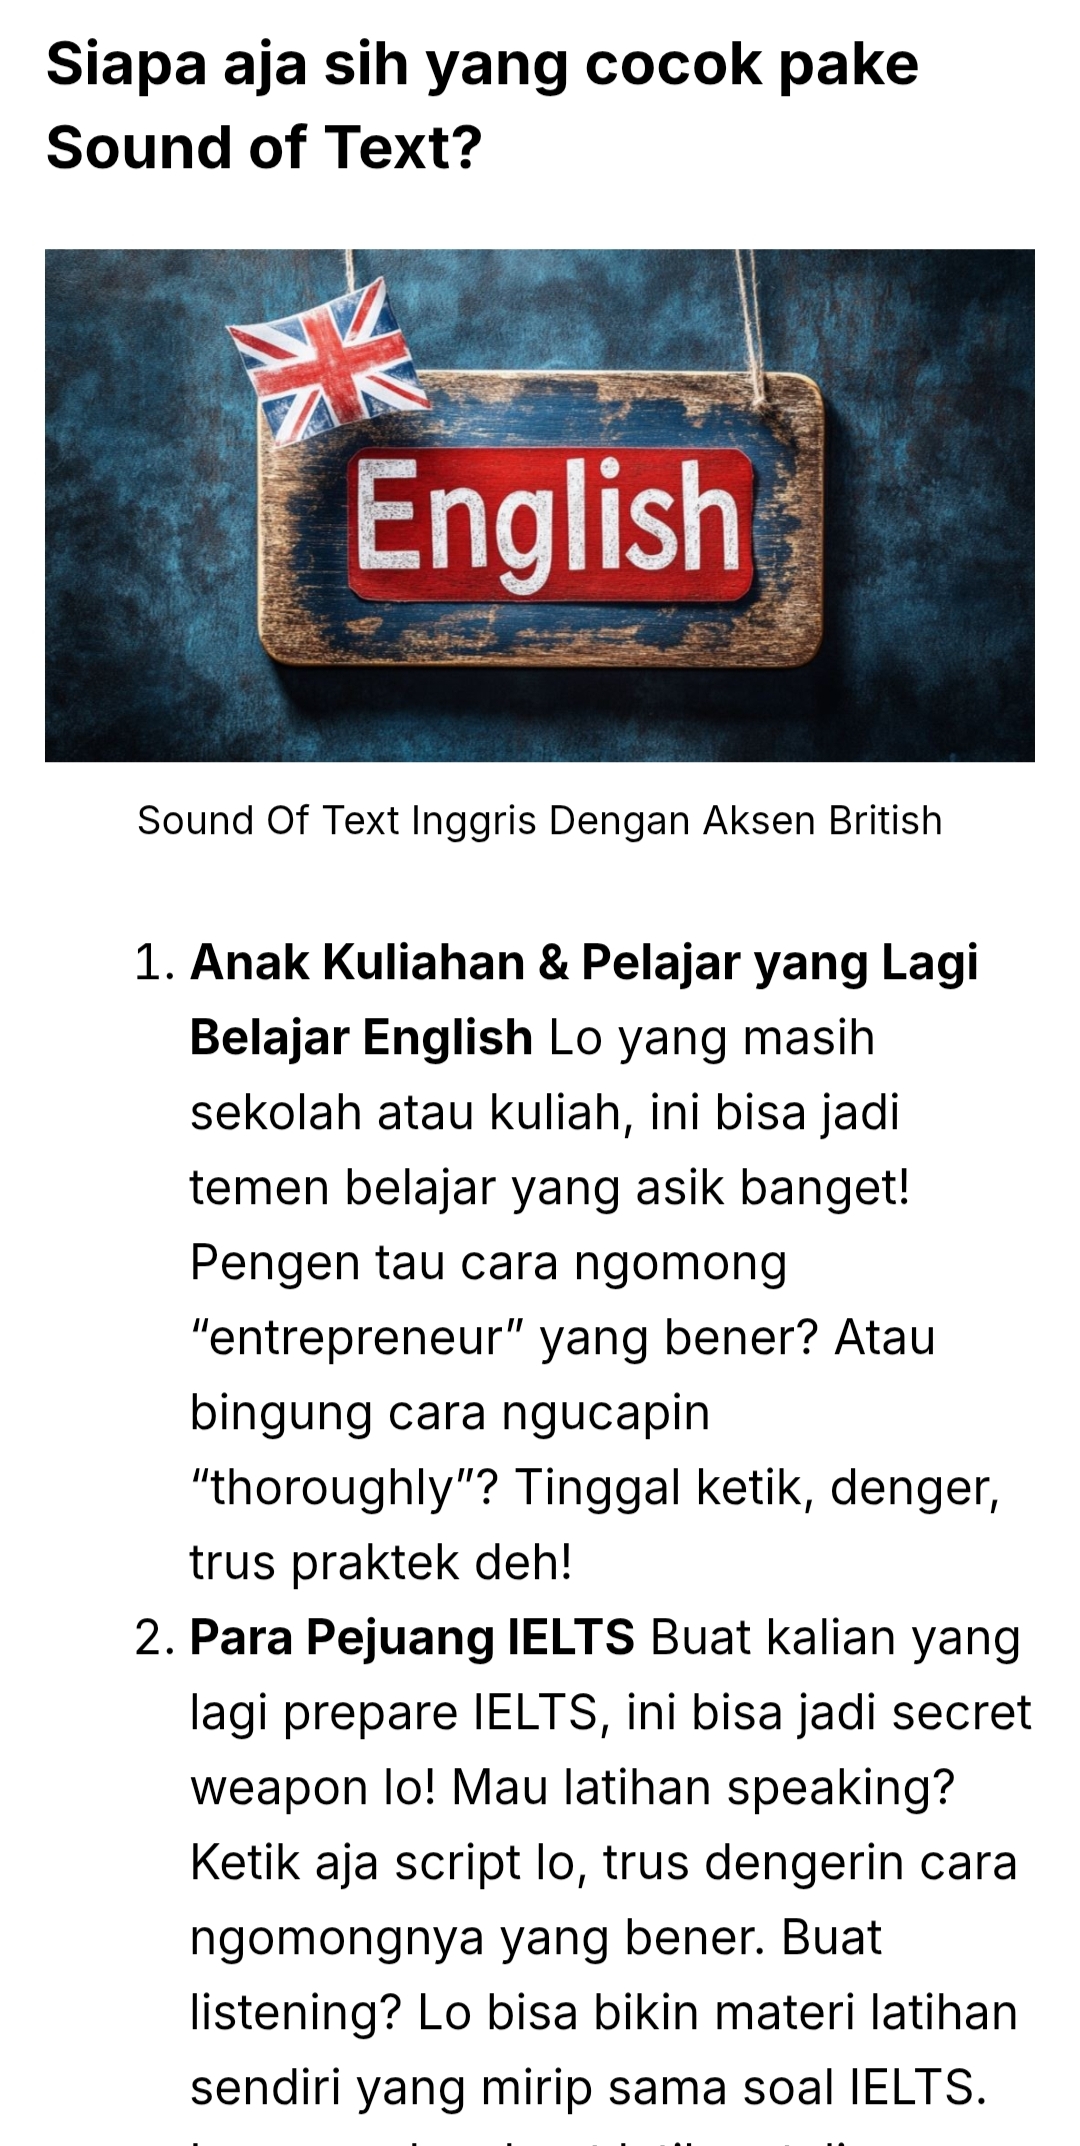 Siapa aja sih yang cocok pake
Sound of Text?
English
Sound Of Text Inggris Dengan Aksen British
1. Anak Kuliahan & Pelajar yang Lagi
Belajar English Lo yang masih
sekolah atau kuliah, ini bisa jadi
temen belajar yang asik banget!
Pengen tau cara ngomong
“entrepreneur” yang bener? Atau
bingung cara ngucapin
“thoroughly”? Tinggal ketik, denger,
trus praktek deh!
2. Para Pejuang IELTS Buat kalian yang
lagi prepare IELTS, ini bisa jadi secret
weapon lo! Mau latihan speaking?
Ketik aja script lo, trus dengerin cara
ngomongnya yang bener. Buat
listening? Lo bisa bikin materi latihan
sendiri yang mirip sama soal IELTS.